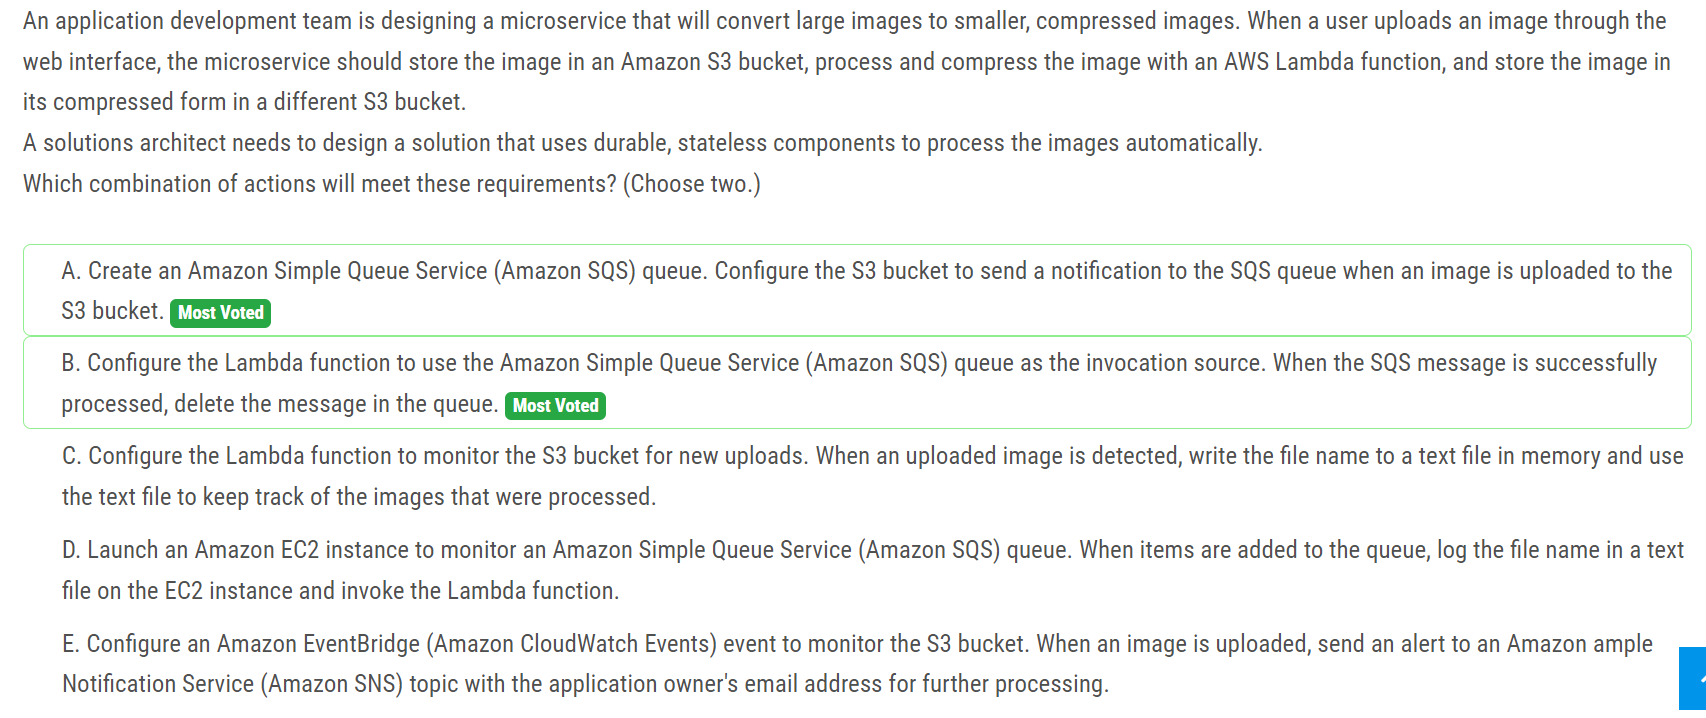 An application development team is designing a microservice that will convert large images to smaller, compressed images. When a user uploads an image through the
web interface, the microservice should store the image in an Amazon S3 bucket, process and compress the image with an AWS Lambda function, and store the image in
its compressed form in a different S3 bucket.
A solutions architect needs to design a solution that uses durable, stateless components to process the images automatically.
Which combination of actions will meet these requirements? (Choose two.)
A. Create an Amazon Simple Queue Service (Amazon SQS) queue. Configure the S3 bucket to send a notification to the SQS queue when an image is uploaded to the
S3 bucket. Most Voted
B. Configure the Lambda function to use the Amazon Simple Queue Service (Amazon SQS) queue as the invocation source. When the SQS message is successfully
processed, delete the message in the queue. Most Voted
C. Configure the Lambda function to monitor the S3 bucket for new uploads. When an uploaded image is detected, write the file name to a text file in memory and use
the text file to keep track of the images that were processed.
D. Launch an Amazon EC2 instance to monitor an Amazon Simple Queue Service (Amazon SQS) queue. When items are added to the queue, log the file name in a text
file on the EC2 instance and invoke the Lambda function.
E. Configure an Amazon EventBridge (Amazon CloudWatch Events) event to monitor the S3 bucket. When an image is uploaded, send an alert to an Amazon ample
Notification Service (Amazon SNS) topic with the application owner's email address for further processing.